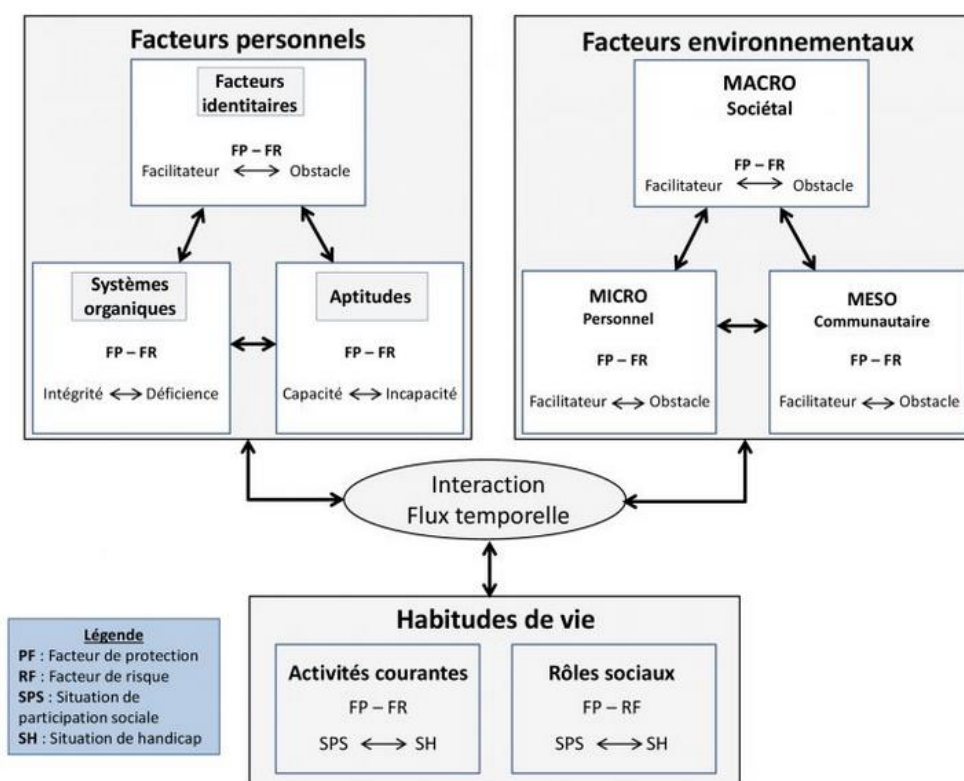 Facteurs personnels
Facteurs
identitaires
FP – FR
Facilitateur Obstacle
Systèmes
organiques
FP – FR
Intégrité Déficience
Aptitudes
FP – FR
Capacité Incapacité
Facteurs environnementaux
MACRO
Sociétal
FP – FR
Facilitateur Obstacle
MICRO
Personnel
FP – FR
Facilitateur Obstacle
MESO
Communautaire
FP – FR
Facilitateur Obstacle
Interaction
Flux temporelle
Habitudes de vie
Activités courantes
FP – FR
SPS SH
Rôles sociaux
FP – RF
SPS SH
Légende
PF : Facteur de protection
RF : Facteur de risque
SPS : Situation de
participation sociale
SH : Situation de handicap